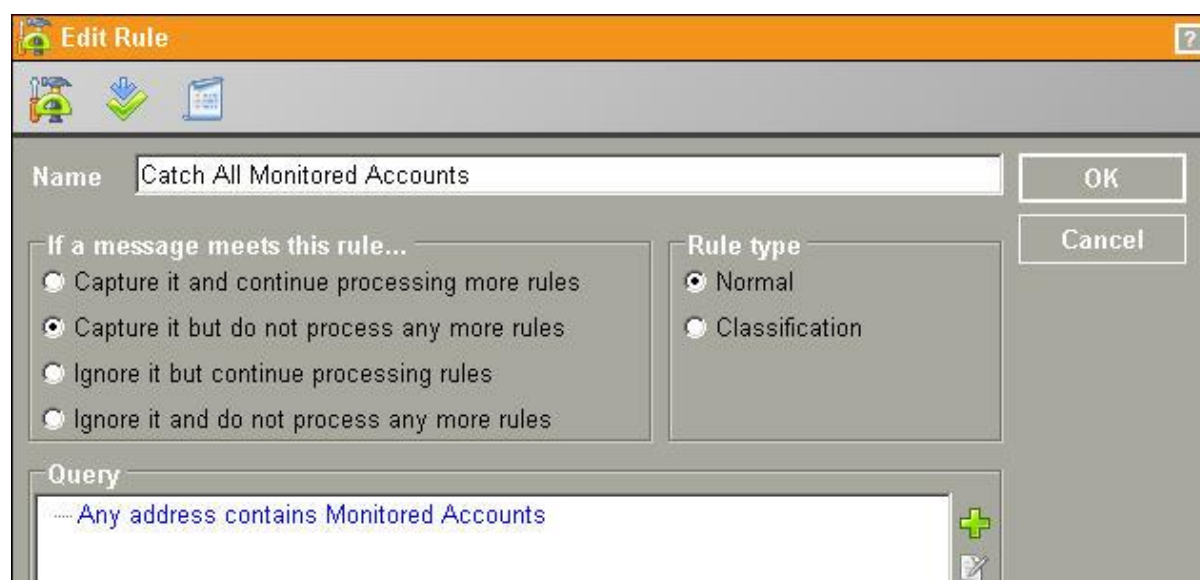 Edit Rule
?
Name Catch All Monitored Accounts
OK
Cancel
If a message meets this rule...
Capture it and continue processing more rules
Capture it but do not process any more rules
Ignore it but continue processing rules
Ignore it and do not process any more rules
Rule type
Normal
Classification
Query
Any address contains Monitored Accounts